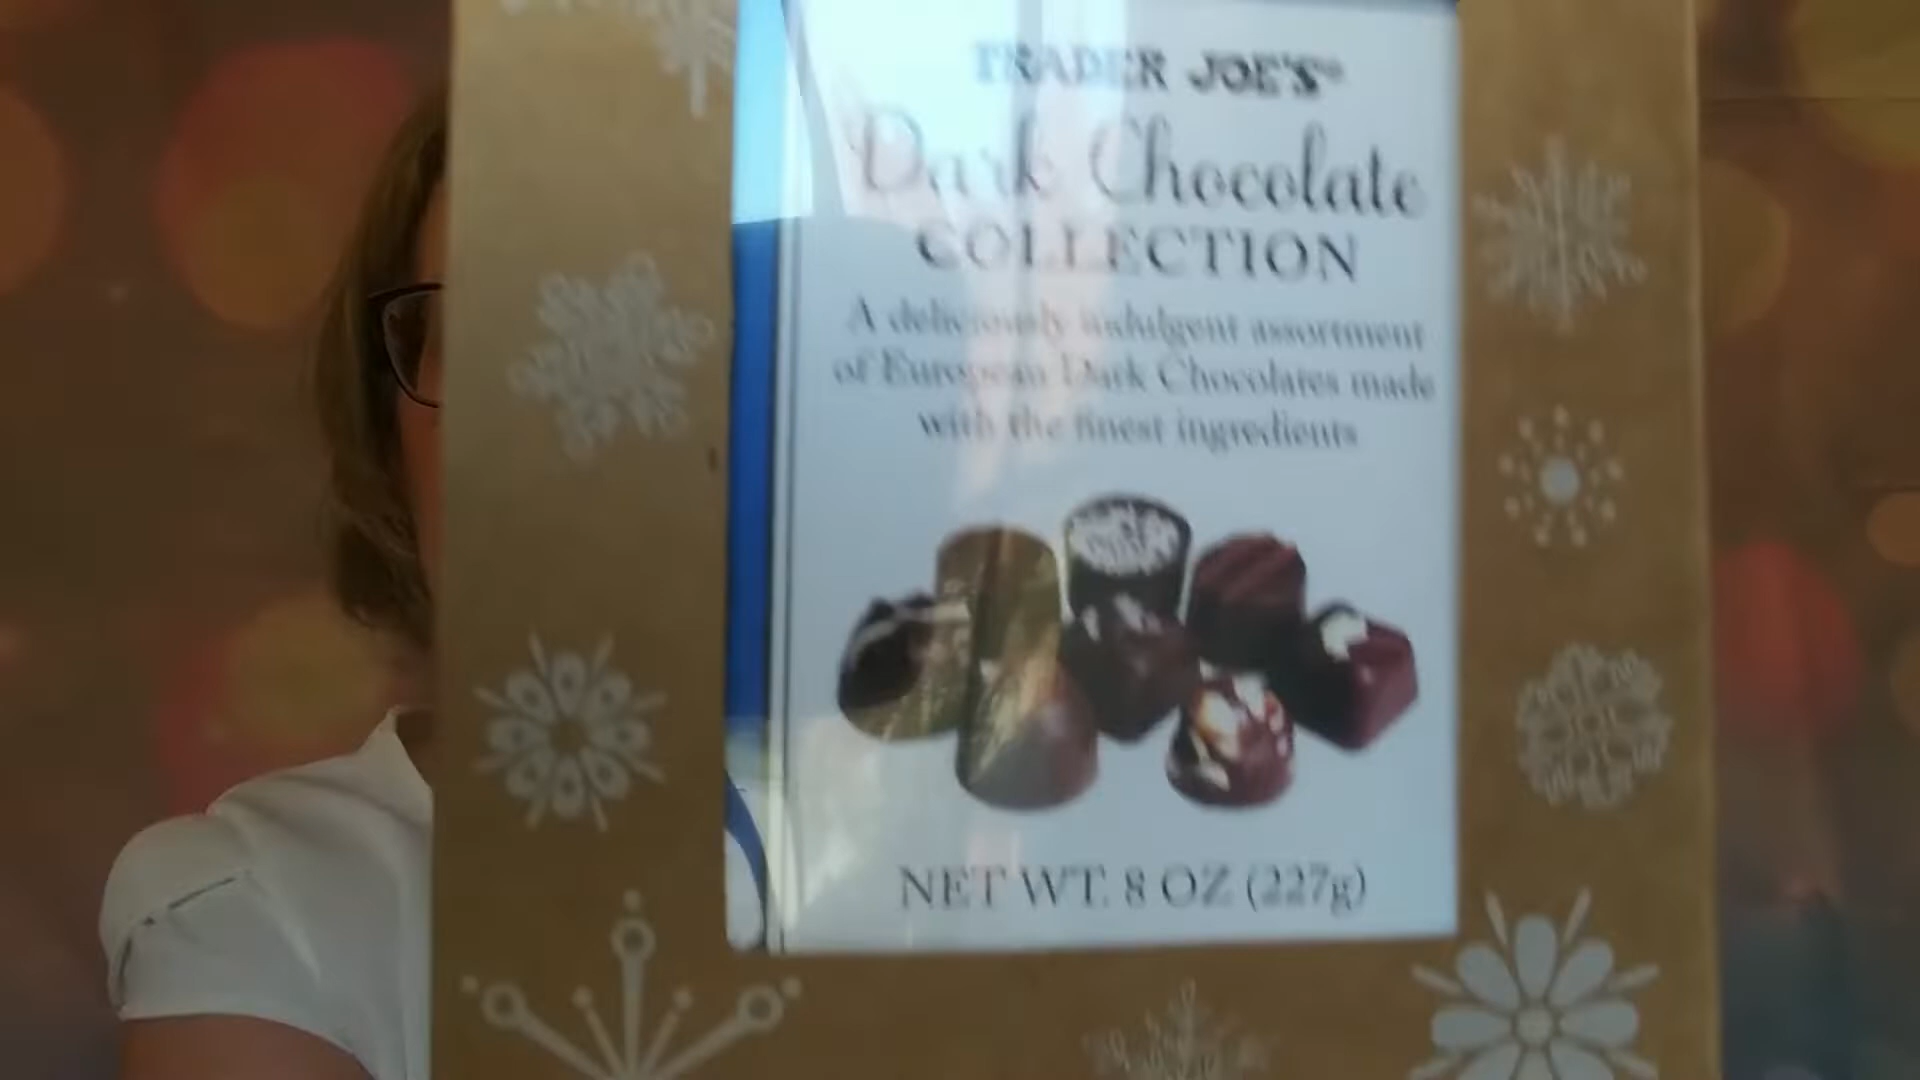 TRADER JOE'S®
Dark Chocolate
COLLECTION
A deliciously indulgent assortment
of European Dark Chocolates made
with the finest ingredients
NET WT. 8 OZ (227g)